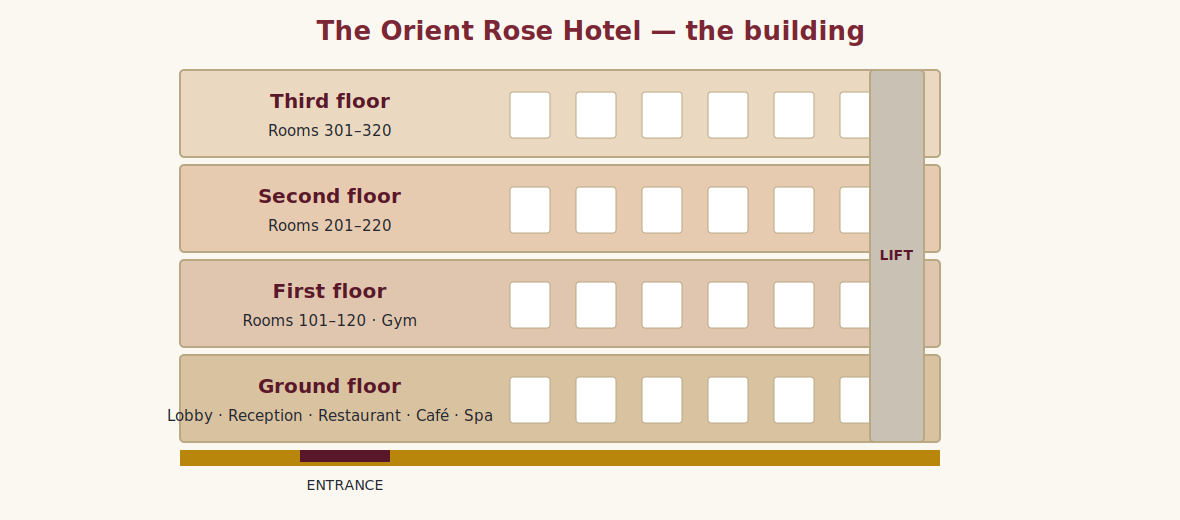 The Orient Rose Hotel — the building
Third floor
Rooms 301–320
Second floor
Rooms 201–220
LIFT
First floor
Rooms 101–120 · Gym
Ground floor
Lobby · Reception · Restaurant · Café · Spa
ENTRANCE